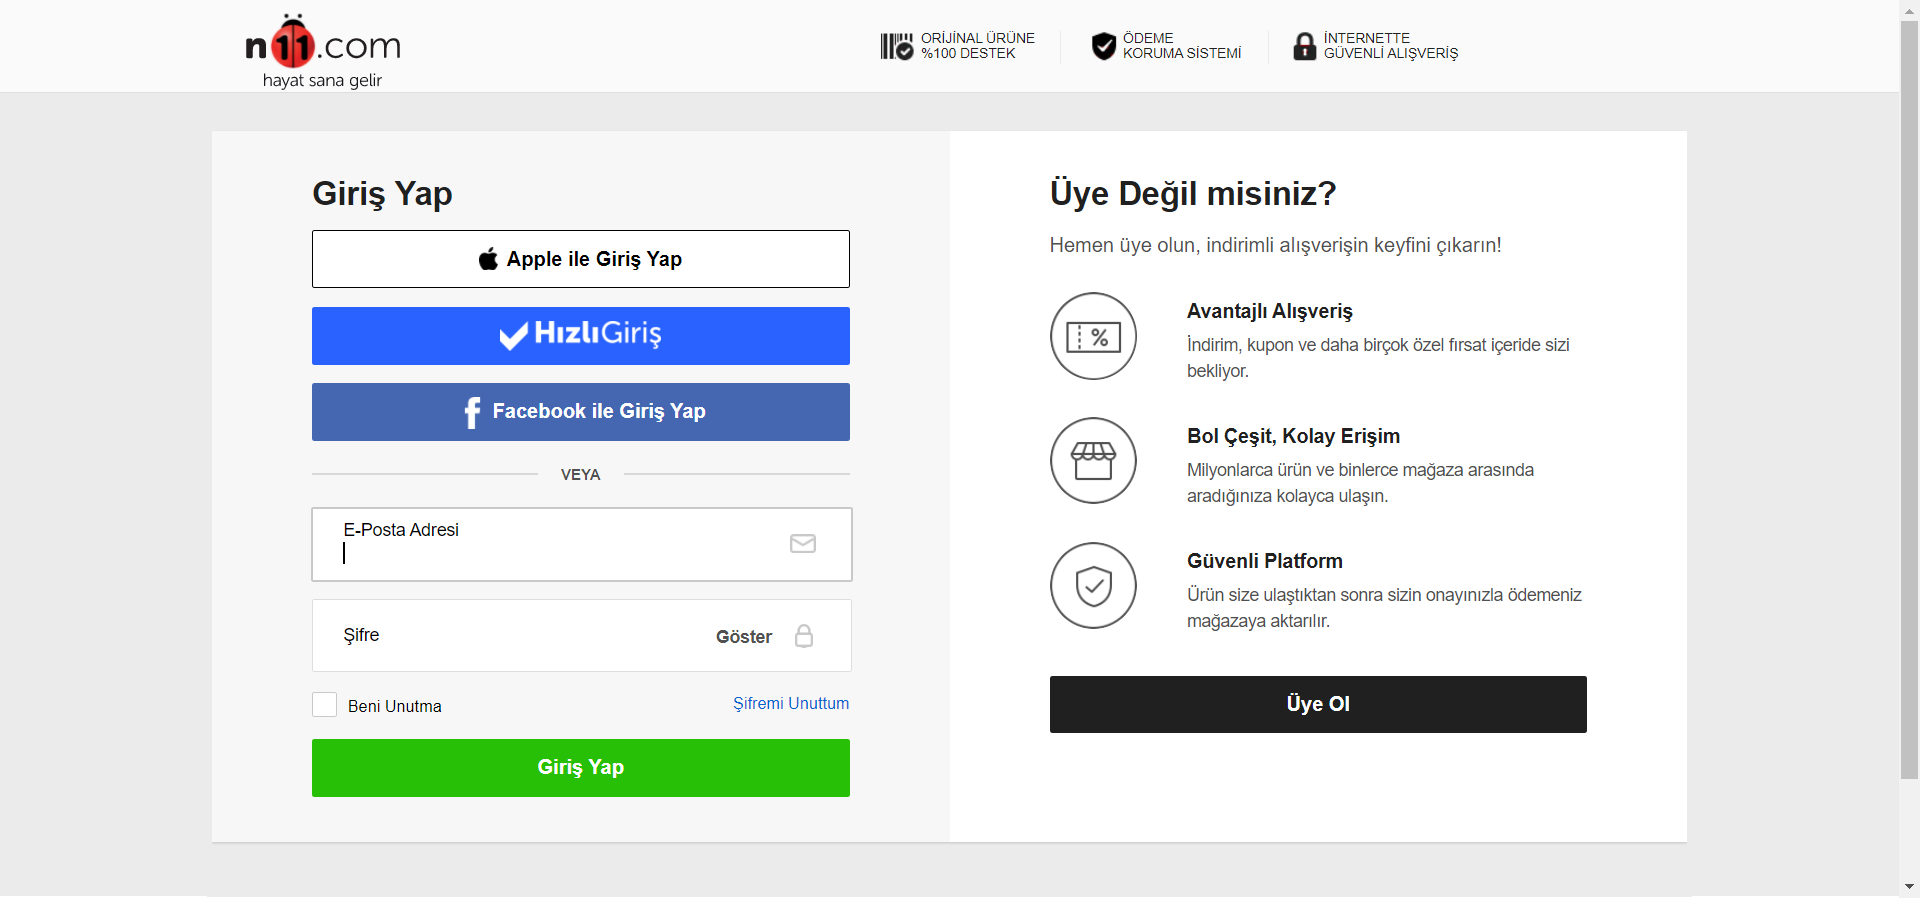 n11.com
hayat sana gelir
ORİJİNAL ÜRÜNE
%100 DESTEK
ÖDEME
KORUMA SİSTEMİ
İNTERNETTE
GÜVENLİ ALIŞVERİŞ
Giriş Yap
Apple ile Giriş Yap
HızlıGiriş
Facebook ile Giriş Yap
VEYA
E-Posta Adresi
Şifre
Göster
Beni Unutma
Şifremi Unuttum
Giriş Yap
Üye Değil misiniz?
Hemen üye olun, indirimli alışverişin keyfini çıkarın!
%
Avantajlı Alışveriş
İndirim, kupon ve daha birçok özel fırsat içeride sizi
bekliyor.
Bol Çeşit, Kolay Erişim
Milyonlarca ürün ve binlerce mağaza arasında
aradığınıza kolayca ulaşın.
Güvenli Platform
Ürün size ulaştıktan sonra sizin onayınızla ödemeniz
mağazaya aktarılır.
Üye Ol